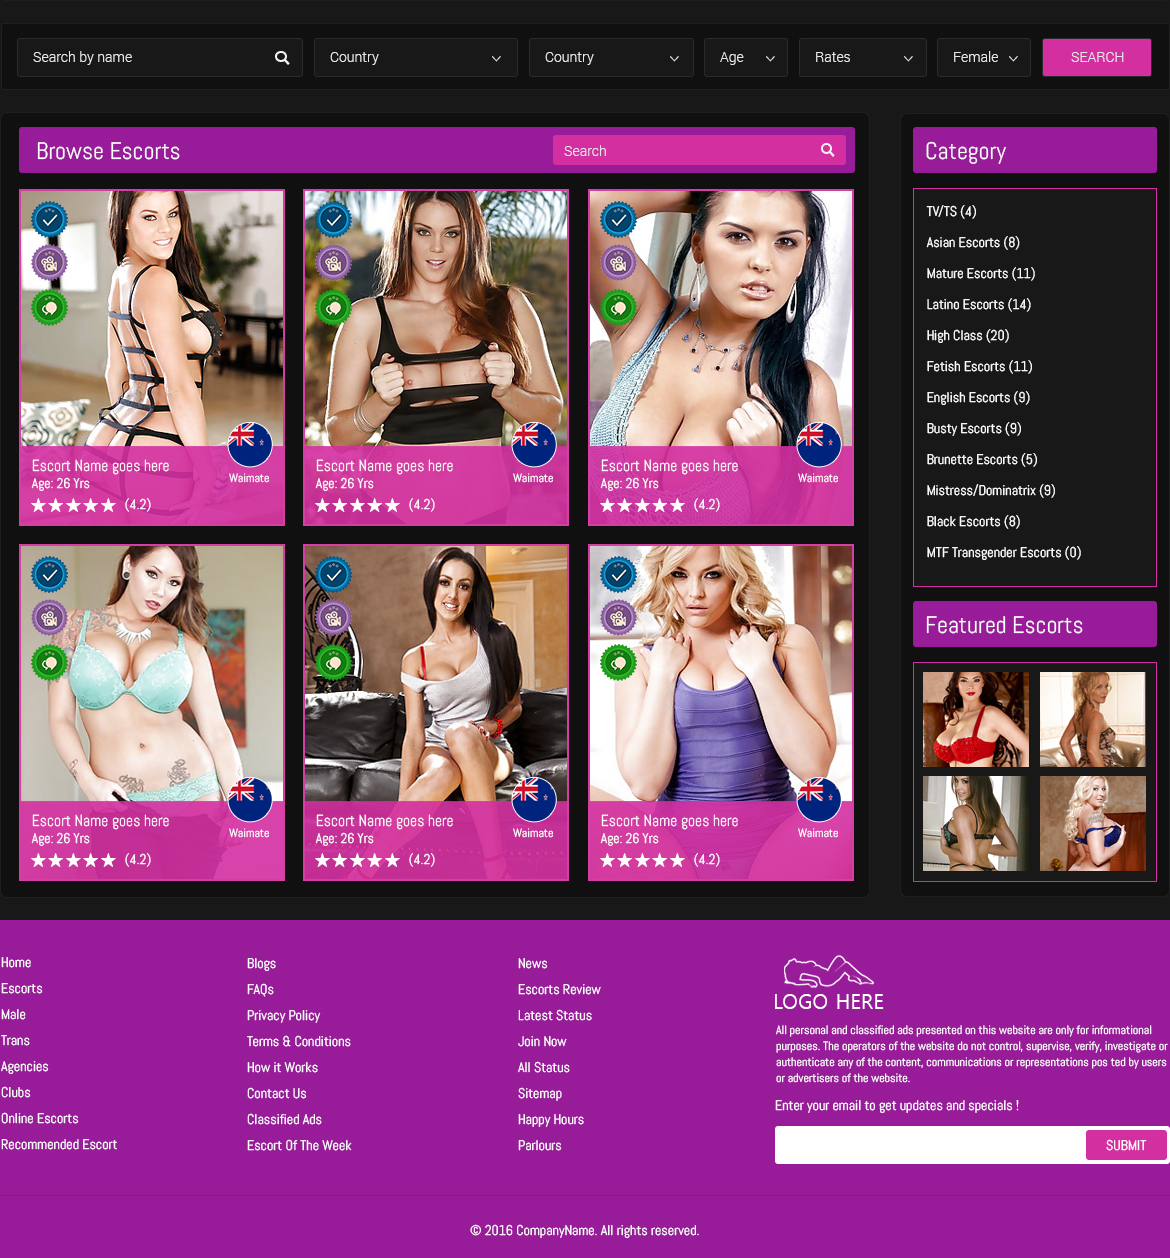 Search by name
Country
Country
Age
Rates
Female
SEARCH
Browse Escorts
Search
Escort Name goes here
Age: 26 Yrs
(4.2)
Waimate
Escort Name goes here
Age: 26 Yrs
(4.2)
Waimate
Escort Name goes here
Age: 26 Yrs
(4.2)
Waimate
Escort Name goes here
Age: 26 Yrs
(4.2)
Waimate
Escort Name goes here
Age: 26 Yrs
(4.2)
Waimate
Escort Name goes here
Age: 26 Yrs
(4.2)
Waimate
Category
TV/TS (4)
Asian Escorts (8)
Mature Escorts (11)
Latino Escorts (14)
High Class (20)
Fetish Escorts (11)
English Escorts (9)
Busty Escorts (9)
Brunette Escorts (5)
Mistress/Dominatrix (9)
Black Escorts (8)
MTF Transgender Escorts (0)
Featured Escorts
Home
Escorts
Male
Trans
Agencies
Clubs
Online Escorts
Recommended Escort
Blogs
FAQs
Privacy Policy
Terms & Conditions
How it Works
Contact Us
Classified Ads
Escort Of The Week
News
Escorts Review
Latest Status
Join Now
All Status
Sitemap
Happy Hours
Parlours
LOGO HERE
All personal and classified ads presented on this website are only for informational
purposes. The operators of the website do not control, supervise, verify, investigate or
authenticate any of the content, communications or representations pos ted by users
or advertisers of the website.
Enter your email to get updates and specials !
SUBMIT
© 2016 CompanyName. All rights reserved.